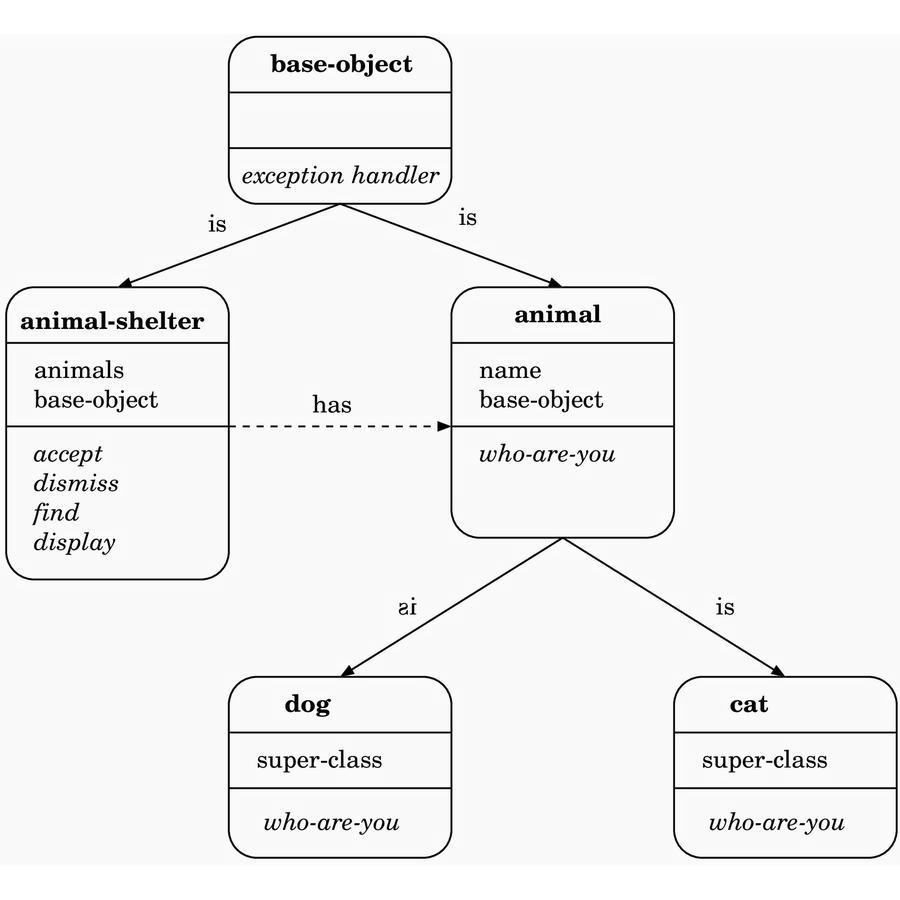 base-object
exception handler
is
is
animal-shelter
animals
base-object
accept
dismiss
find
display
has
animal
name
base-object
who-are-you
is
is
dog
super-class
who-are-you
cat
super-class
who-are-you